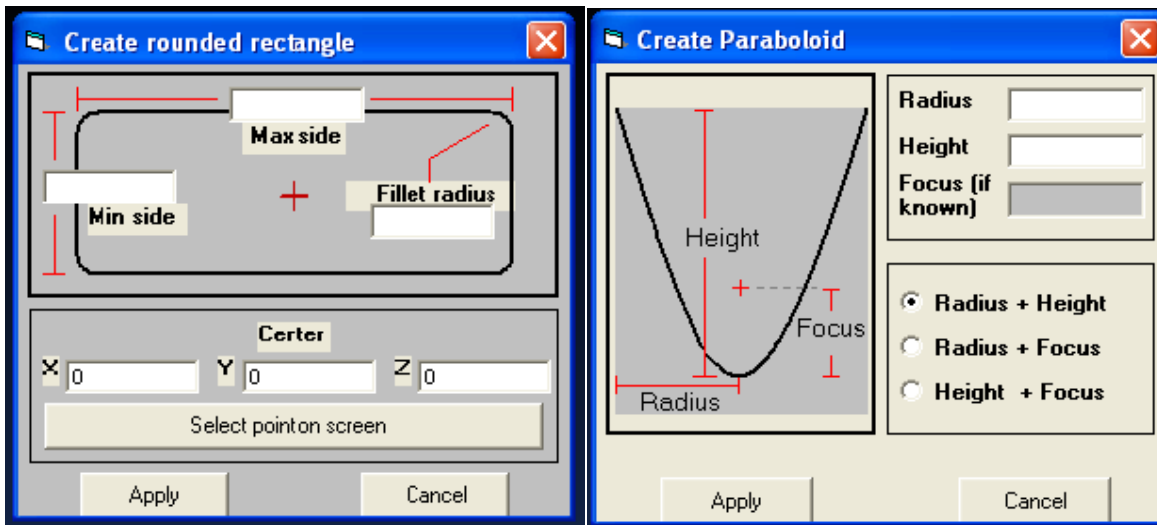 Create rounded rectangle
Max side
Min side
Fillet radius
Certer
X 0 Y 0 Z 0
Select pointon screen
Apply Cancel
Create Paraboloid
Height
Focus
Radius
Radius
Height
Focus (if
known)
Radius + Height
Radius + Focus
Height + Focus
Apply Cancel